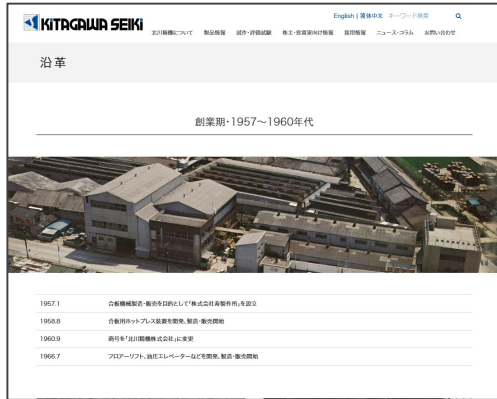 English | 简体中文 キーワード検索
KITAGAWA SEIKI
北川精機について 製品情報 試作・評価試験 株主・投資家向け情報 採用情報 ニュース・コラム お問い合わせ
沿革
創業期・1957～1960年代
1957.1 合板機械製造・販売を目的として「株式会社寿製作所」を設立
1958.8 合板用ホットプレス装置を開発、製造・販売開始
1960.9 商号を「北川精機株式会社」に変更
1966.7 フロアーリフト、油圧エレベーターなどを開発、製造・販売開始